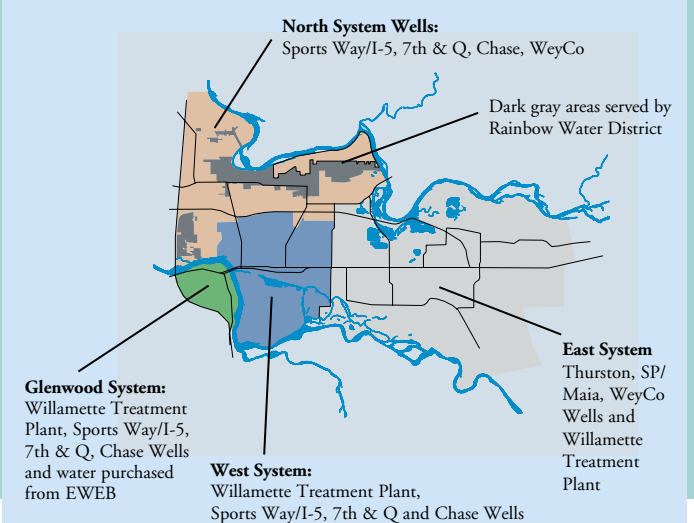 North System Wells:
Sports Way/I-5, 7th & Q, Chase, WeyCo
Dark gray areas served by
Rainbow Water District
East System
Thurston, SP/
Maia, WeyCo
Wells and
Willamette
Treatment
Plant
Glenwood System:
Willamette Treatment
Plant, Sports Way/I-5,
7th & Q, Chase Wells
and water purchased
from EWEB
West System:
Willamette Treatment Plant,
Sports Way/I-5, 7th & Q and Chase Wells